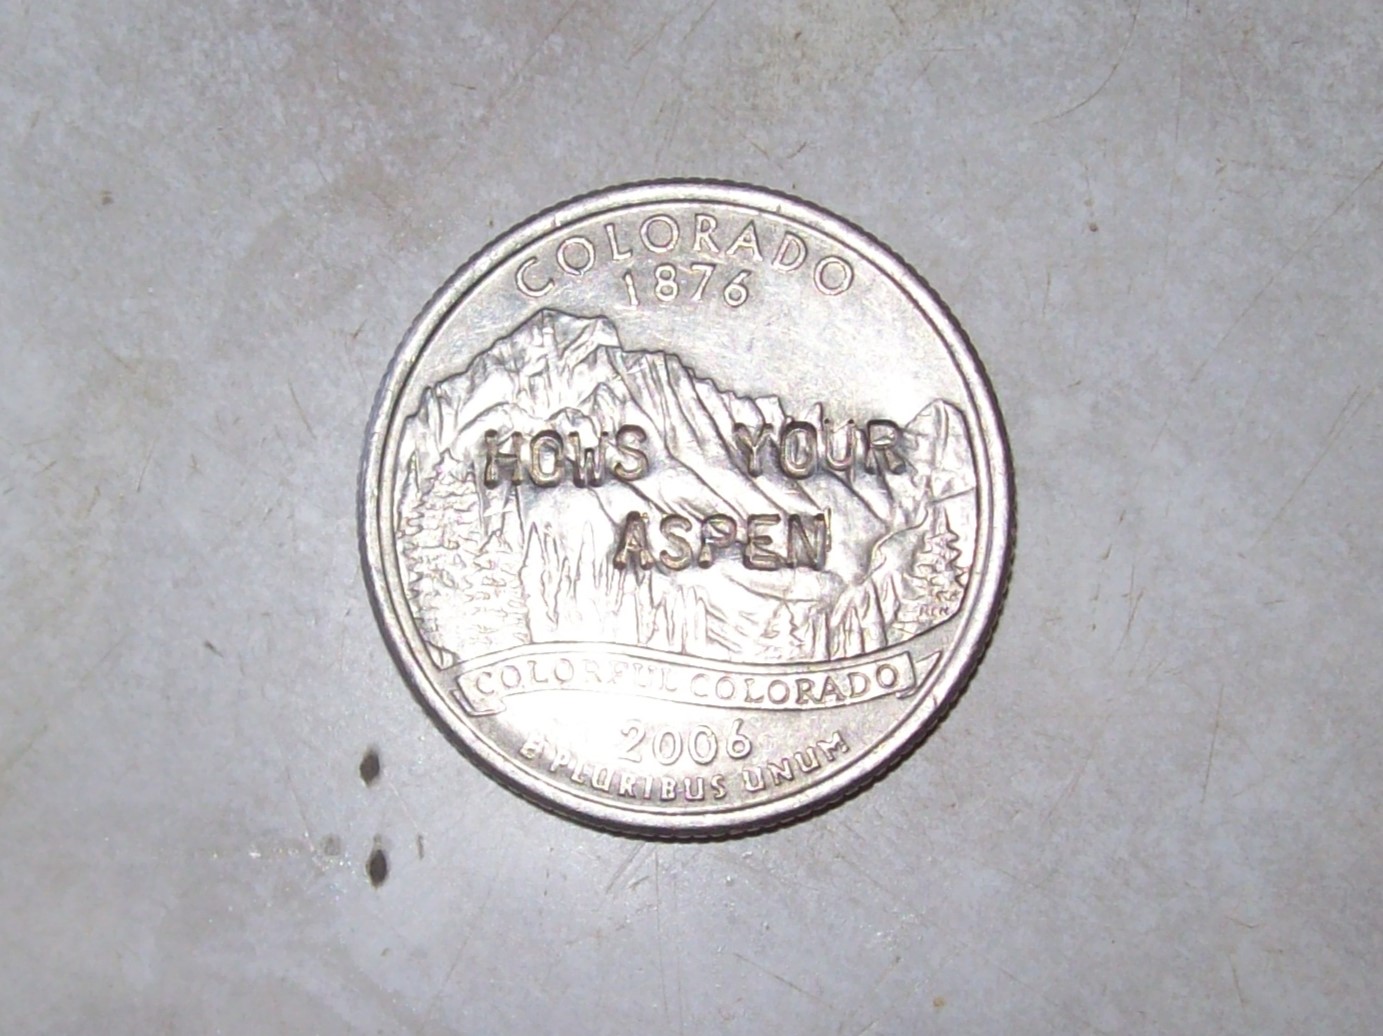 COLORADO
1876
HOWS YOUR
ASPEN
COLORFUL COLORADO
2006
E PLURIBUS UNUM